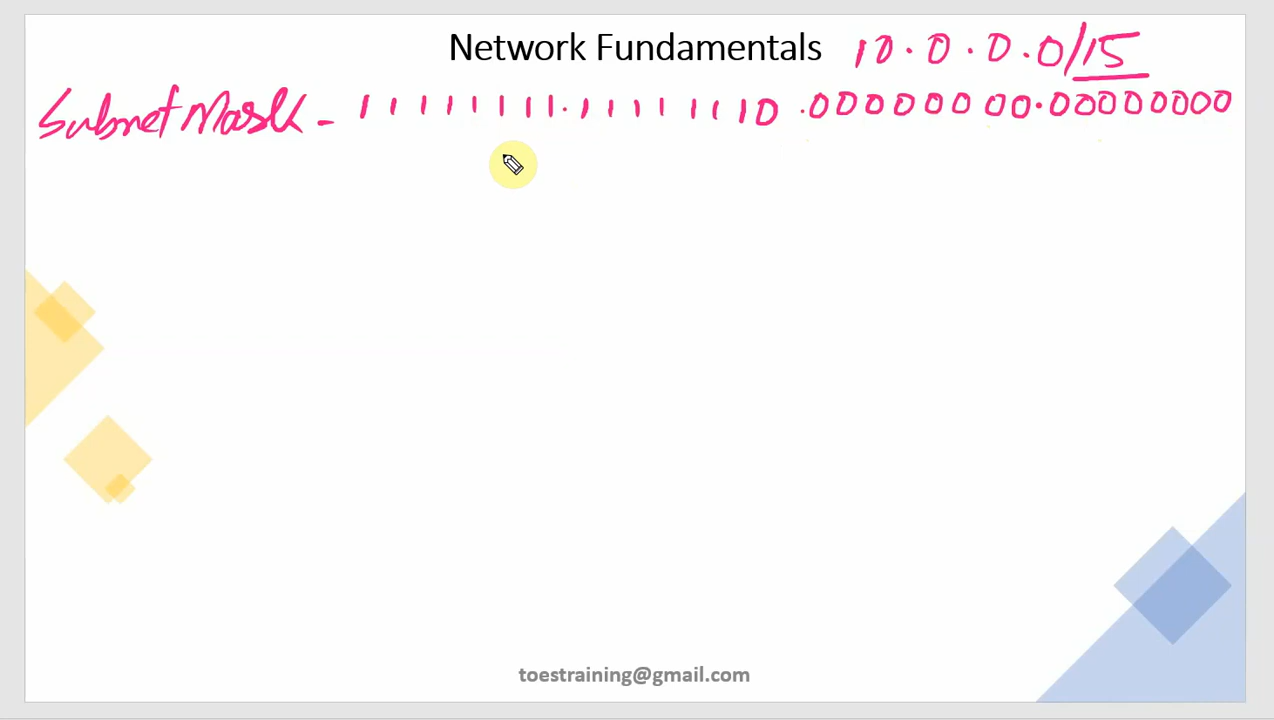 Network Fundamentals 10.0.0.0/15
Subnet Mask - 11111111.11111110.00000000.00000000
toestraining@gmail.com